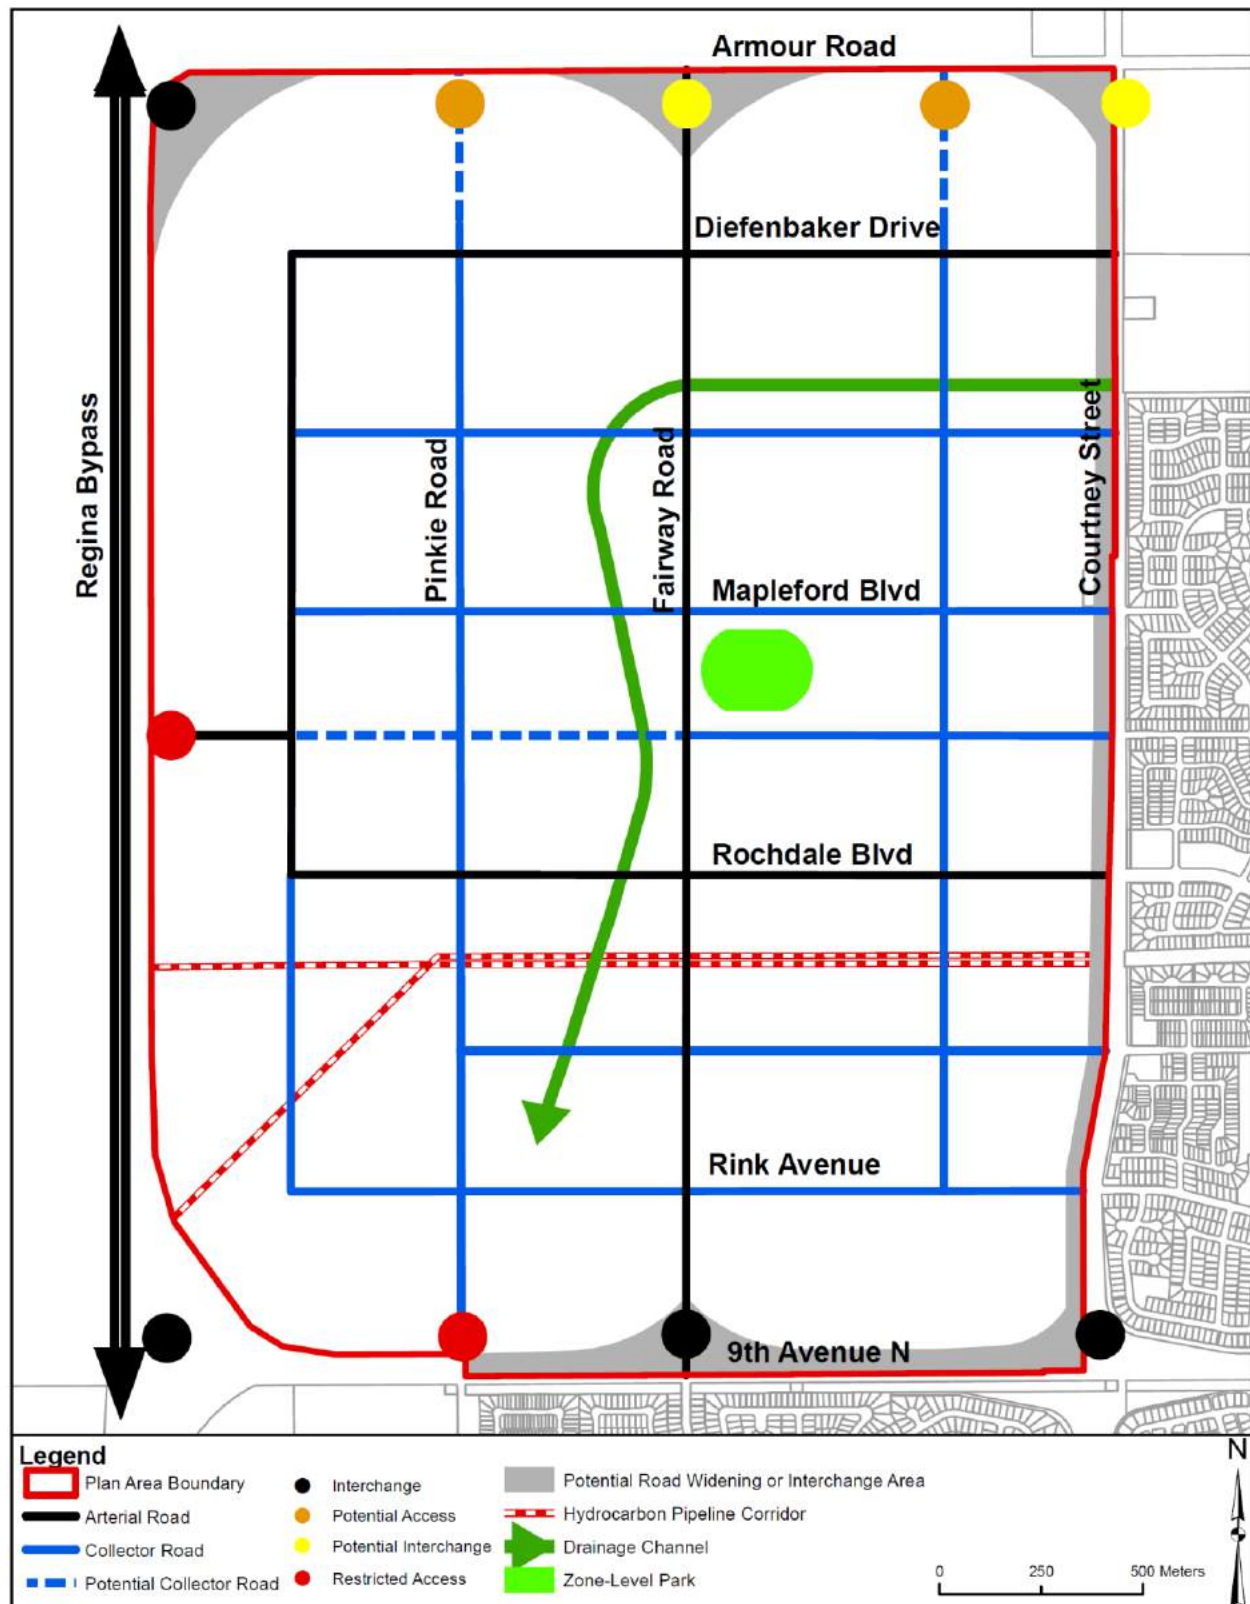 Armour Road
Diefenbaker Drive
Regina Bypass
Pinkie Road
Fairway Road
Courtney Street
Mapleford Blvd
Rochdale Blvd
Rink Avenue
9th Avenue N
Legend
Plan Area Boundary
Arterial Road
Collector Road
Potential Collector Road
Interchange
Potential Access
Potential Interchange
Restricted Access
Potential Road Widening or Interchange Area
Hydrocarbon Pipeline Corridor
Drainage Channel
Zone-Level Park
N
0 250 500 Meters